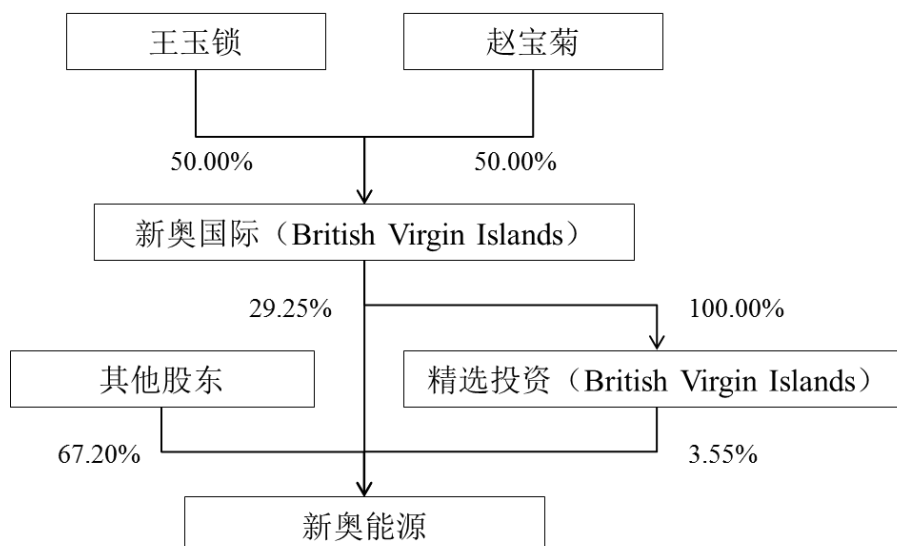 王玉锁
赵宝菊
50.00%
50.00%
新奥国际（British Virgin Islands）
29.25%
100.00%
其他股东
精选投资（British Virgin Islands）
67.20%
3.55%
新奥能源